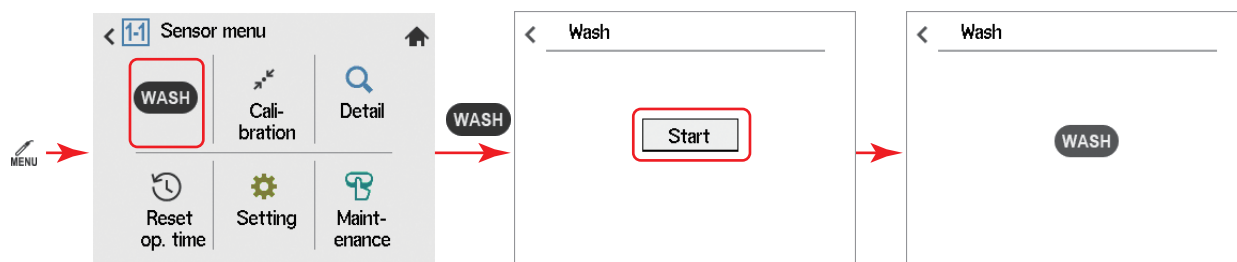 MENU
1-1 Sensor menu
WASH
Cali-
bration
Detail
Reset
op. time
Setting
Maint-
enance
WASH
Wash
Start
Wash
WASH